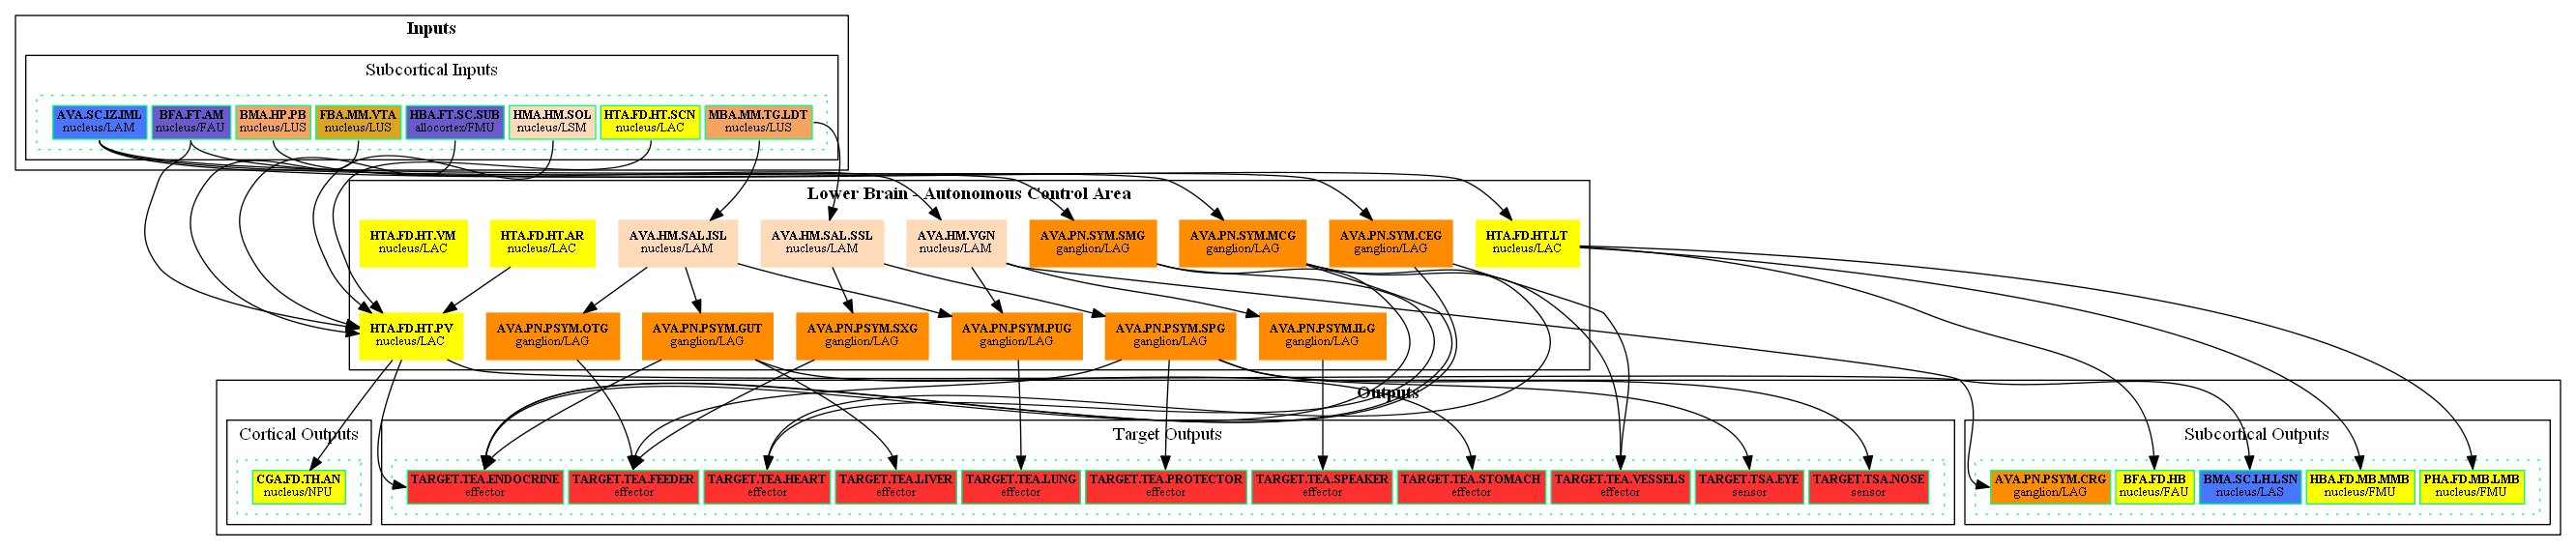 Inputs
Subcortical Inputs
AVA.SC.IZ.IML
nucleus/LAM
BFA.FT.AM
nucleus/FAU
BMA.HP.PB
nucleus/LUS
FBA.MM.VTA
nucleus/LUS
HBA.FT.SC.SUB
allocortex/FMU
HMA.HM.SOL
nucleus/LSM
HTA.FD.HT.SCN
nucleus/LAC
MBA.MM.TG.LDT
nucleus/LUS
Lower Brain - Autonomous Control Area
HTA.FD.HT.VM
nucleus/LAC
HTA.FD.HT.AR
nucleus/LAC
AVA.HM.SAL.ISL
nucleus/LAM
AVA.HM.SAL.SSL
nucleus/LAM
AVA.HM.VGN
nucleus/LAM
AVA.PN.SYM.SMG
ganglion/LAG
AVA.PN.SYM.MCG
ganglion/LAG
AVA.PN.SYM.CEG
ganglion/LAG
HTA.FD.HT.LT
nucleus/LAC
HTA.FD.HT.PV
nucleus/LAC
AVA.PN.PSYM.OTG
ganglion/LAG
AVA.PN.PSYM.GUT
ganglion/LAG
AVA.PN.PSYM.SXG
ganglion/LAG
AVA.PN.PSYM.PUG
ganglion/LAG
AVA.PN.PSYM.SPG
ganglion/LAG
AVA.PN.PSYM.ILG
ganglion/LAG
Outputs
Cortical Outputs
CGA.FD.TH.AN
nucleus/NPU
Target Outputs
TARGET.TEA.ENDOCRINE
effector
TARGET.TEA.FEEDER
effector
TARGET.TEA.HEART
effector
TARGET.TEA.LIVER
effector
TARGET.TEA.LUNG
effector
TARGET.TEA.PROTECTOR
effector
TARGET.TEA.SPEAKER
effector
TARGET.TEA.STOMACH
effector
TARGET.TEA.VESSELS
effector
TARGET.TSA.EYE
sensor
TARGET.TSA.NOSE
sensor
Subcortical Outputs
AVA.PN.PSYM.CRG
ganglion/LAG
BFA.FD.HB
nucleus/FAU
BMA.SC.LH.LSN
nucleus/LAS
HBA.FD.MB.MMB
nucleus/FMU
PHA.FD.MB.LMB
nucleus/FMU